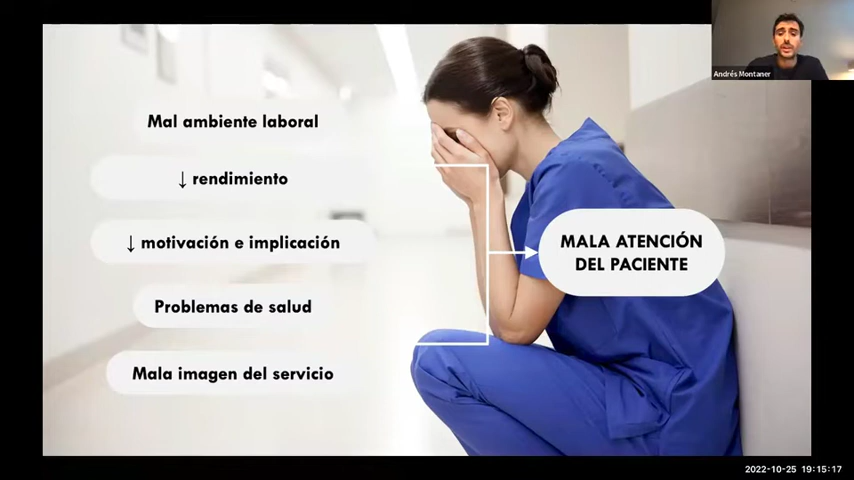 Andrés Montaner
Mal ambiente laboral
↓ rendimiento
↓ motivación e implicación
Problemas de salud
Mala imagen del servicio
MALA ATENCIÓN
DEL PACIENTE
2022-10-25 19:15:17